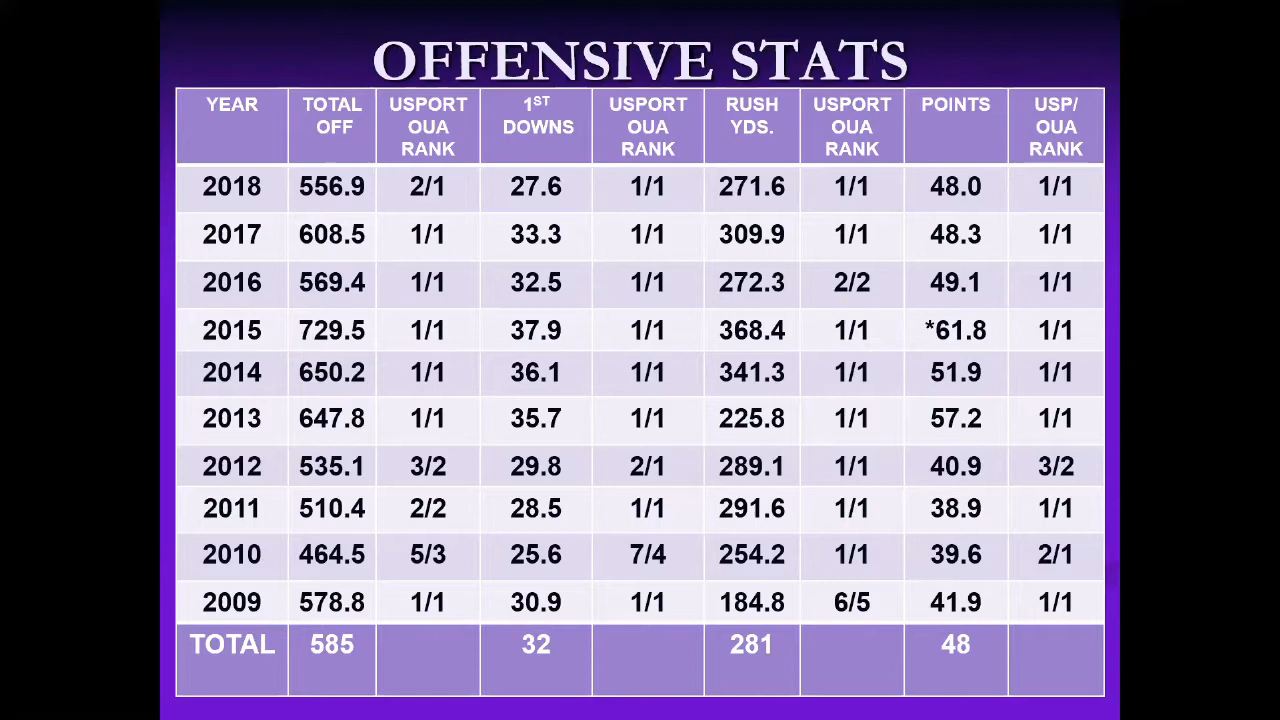 OFFENSIVE STATS
YEAR TOTAL OFF USPORT OUA RANK 1ST DOWNS USPORT OUA RANK RUSH YDS. USPORT OUA RANK POINTS USP/ OUA RANK
2018 556.9 2/1 27.6 1/1 271.6 1/1 48.0 1/1
2017 608.5 1/1 33.3 1/1 309.9 1/1 48.3 1/1
2016 569.4 1/1 32.5 1/1 272.3 2/2 49.1 1/1
2015 729.5 1/1 37.9 1/1 368.4 1/1 *61.8 1/1
2014 650.2 1/1 36.1 1/1 341.3 1/1 51.9 1/1
2013 647.8 1/1 35.7 1/1 225.8 1/1 57.2 1/1
2012 535.1 3/2 29.8 2/1 289.1 1/1 40.9 3/2
2011 510.4 2/2 28.5 1/1 291.6 1/1 38.9 1/1
2010 464.5 5/3 25.6 7/4 254.2 1/1 39.6 2/1
2009 578.8 1/1 30.9 1/1 184.8 6/5 41.9 1/1
TOTAL 585 32 281 48